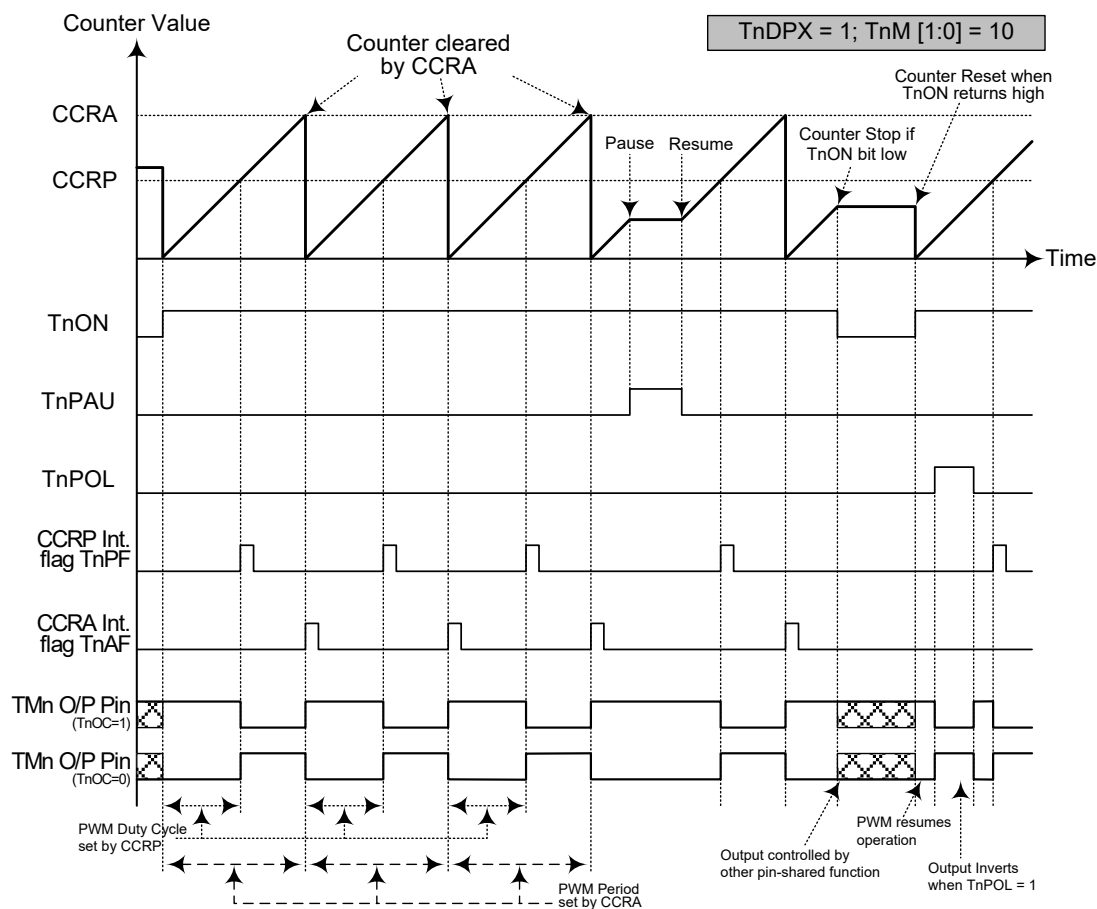 Counter Value
TnDPX = 1; TnM [1:0] = 10
Counter cleared
by CCRA
Counter Reset when
TnON returns high
CCRA
Pause
Resume
Counter Stop if
TnON bit low
CCRP
Time
TnON
TnPAU
TnPOL
CCRP Int.
flag TnPF
CCRA Int.
flag TnAF
TMn O/P Pin
(TnOC=1)
TMn O/P Pin
(TnOC=0)
PWM Duty Cycle
set by CCRP
PWM resumes
operation
Output controlled by
other pin-shared function
Output Inverts
when TnPOL = 1
PWM Period
set by CCRA